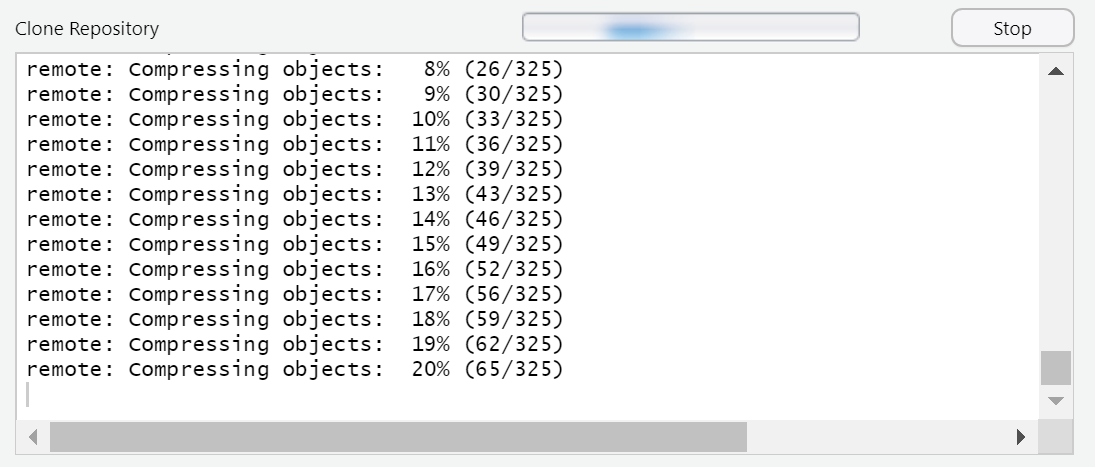 Clone Repository
Stop
remote: Compressing objects:   8% (26/325)
remote: Compressing objects:   9% (30/325)
remote: Compressing objects:  10% (33/325)
remote: Compressing objects:  11% (36/325)
remote: Compressing objects:  12% (39/325)
remote: Compressing objects:  13% (43/325)
remote: Compressing objects:  14% (46/325)
remote: Compressing objects:  15% (49/325)
remote: Compressing objects:  16% (52/325)
remote: Compressing objects:  17% (56/325)
remote: Compressing objects:  18% (59/325)
remote: Compressing objects:  19% (62/325)
remote: Compressing objects:  20% (65/325)